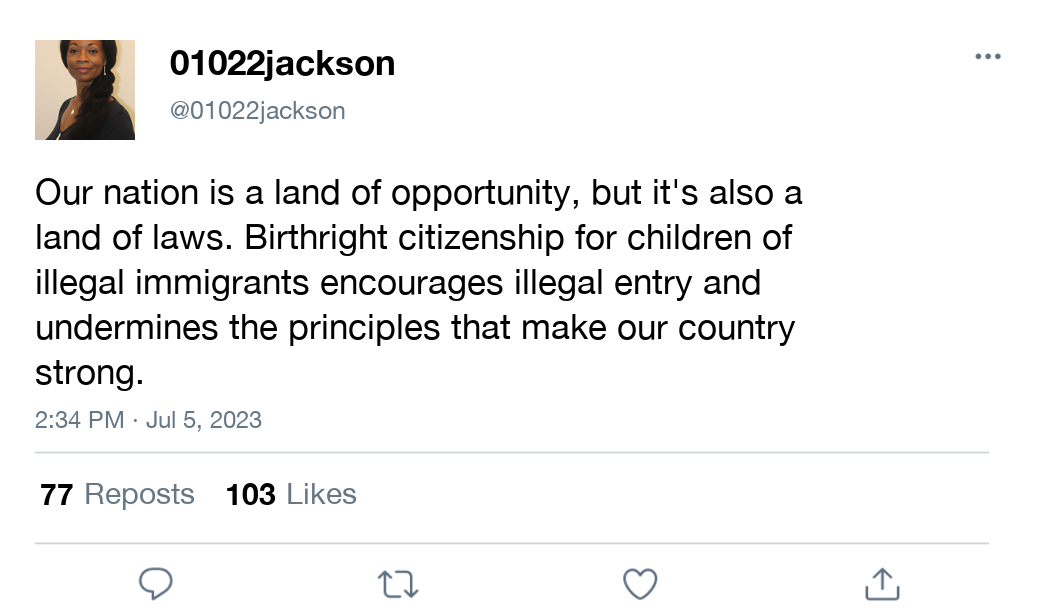 01022jackson
@01022jackson
Our nation is a land of opportunity, but it's also a
land of laws. Birthright citizenship for children of
illegal immigrants encourages illegal entry and
undermines the principles that make our country
strong.
2:34 PM · Jul 5, 2023
77 Reposts 103 Likes